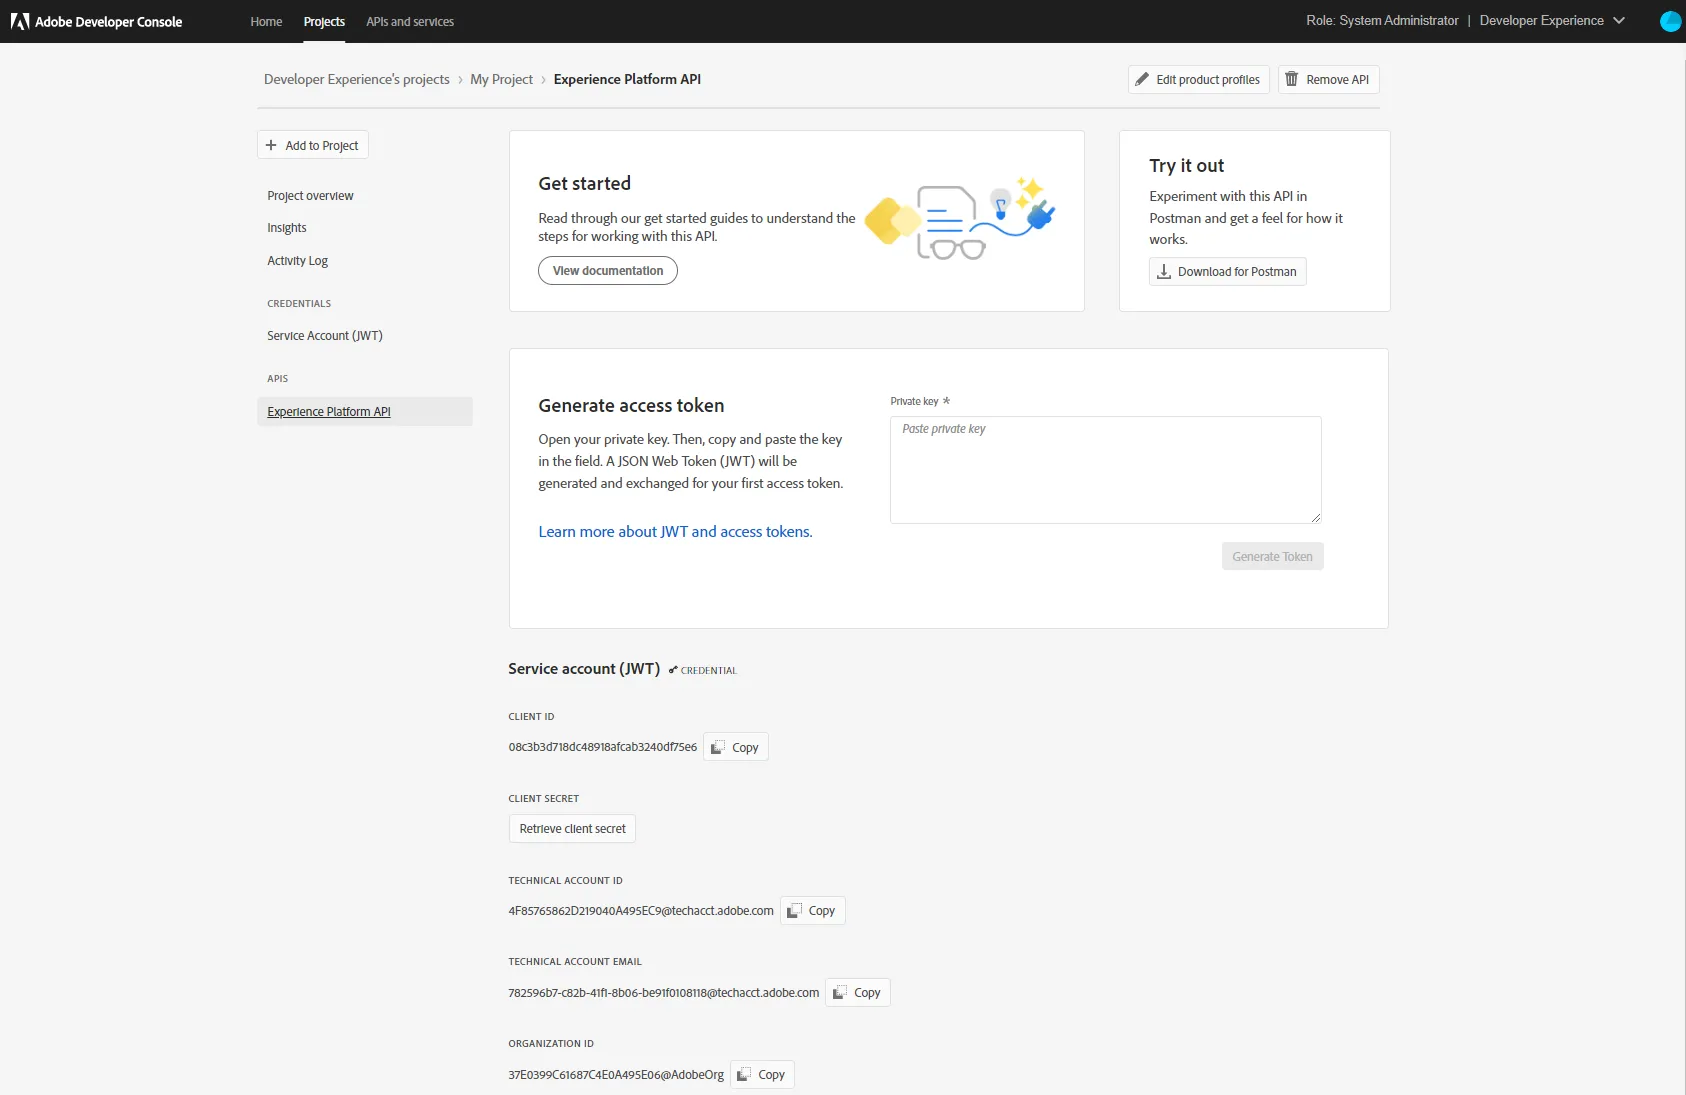 Adobe Developer Console
Home
Projects
APIs and services
Role: System Administrator | Developer Experience
Developer Experience's projects › My Project › Experience Platform API
Edit product profiles
Remove API
Add to Project
Project overview
Insights
Activity Log
CREDENTIALS
Service Account (JWT)
APIS
Experience Platform API
Get started
Read through our get started guides to understand the
steps for working with this API.
View documentation
Try it out
Experiment with this API in
Postman and get a feel for how it
works.
Download for Postman
Generate access token
Open your private key. Then, copy and paste the key
in the field. A JSON Web Token (JWT) will be
generated and exchanged for your first access token.
Learn more about JWT and access tokens.
Private key *
Paste private key
Generate Token
Service account (JWT) CREDENTIAL
CLIENT ID
08c3b3d718dc48918afcab3240df75e6 Copy
CLIENT SECRET
Retrieve client secret
TECHNICAL ACCOUNT ID
4F85765862D219040A495EC9@techacct.adobe.com Copy
TECHNICAL ACCOUNT EMAIL
782596b7-c82b-41f1-8b06-be91f0108118@techacct.adobe.com Copy
ORGANIZATION ID
37E0399C61687C4E0A495E06@AdobeOrg Copy